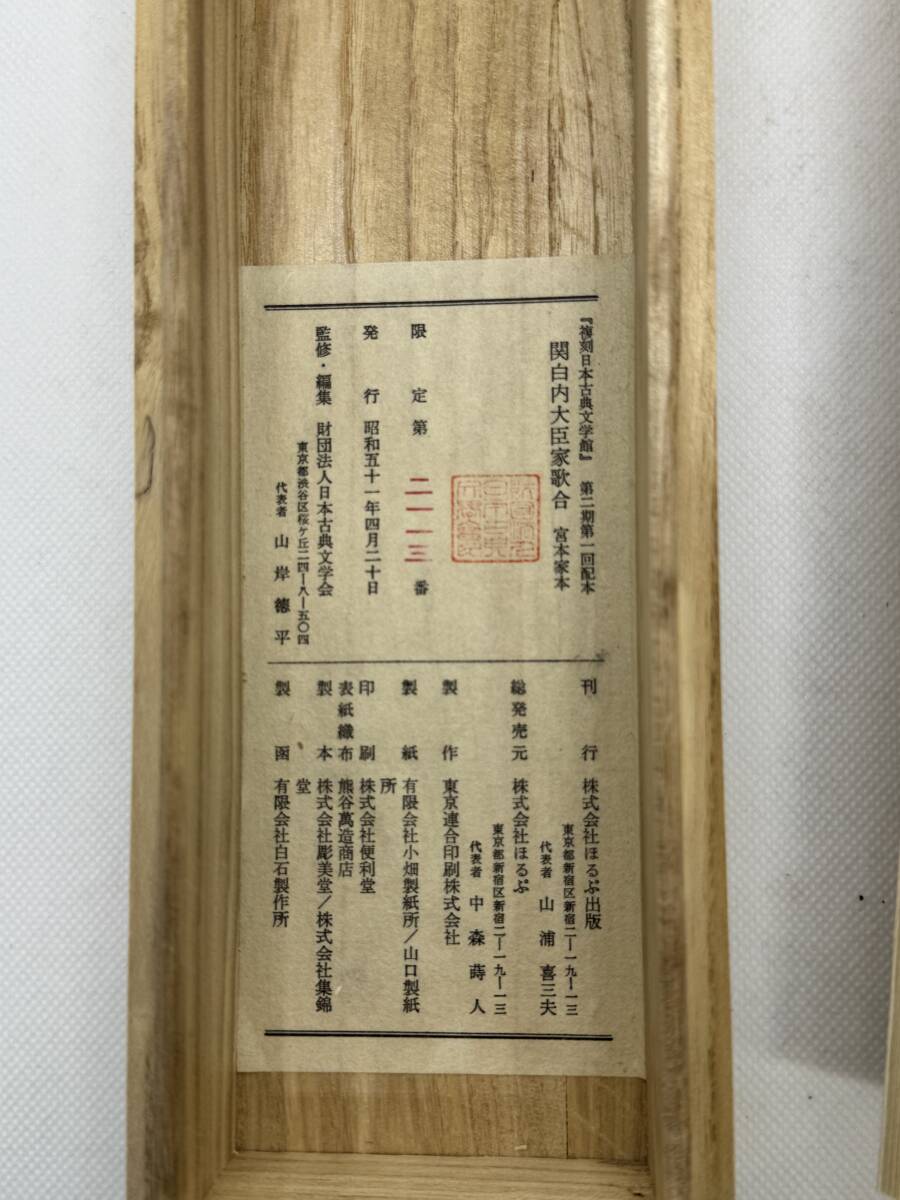 『複刻日本古典文学館』 第二期第一回配本
関白内大臣家歌合 宮本家本
限定第 二一一三 番
発行 昭和五十一年四月二十日
監修・編集 財団法人日本古典文学会
東京都渋谷区桜ケ丘二四—八—五〇四
代表者 山岸徳平
刊行 株式会社ほるぷ出版
東京都新宿区新宿二—一九—一三
代表者 山浦喜三夫
総発売元 株式会社ほるぷ
東京都新宿区新宿二—一九—一三
代表者 中森蒔人
製作 東京連合印刷株式会社
製紙 有限会社小畑製紙所/山口製紙
所
印刷 株式会社便利堂
表紙織布 熊谷萬造商店
製本 株式会社彫美堂/株式会社集錦
堂
製函 有限会社白石製作所